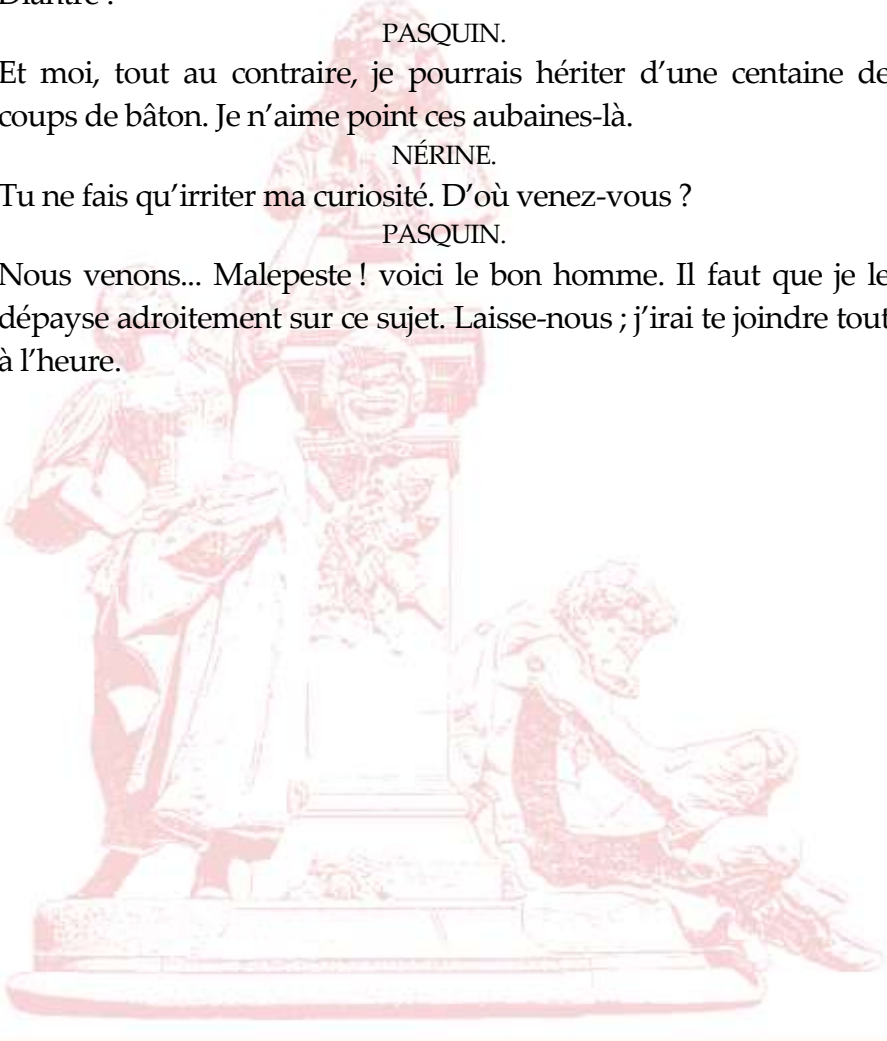 PASQUIN.
Et moi, tout au contraire, je pourrais hériter d’une centaine de
coups de bâton. Je n’aime point ces aubaines-là.
NÉRINE.
Tu ne fais qu’irriter ma curiosité. D’où venez-vous ?
PASQUIN.
Nous venons... Malepeste ! voici le bon homme. Il faut que je le
dépayse adroitement sur ce sujet. Laisse-nous ; j’irai te joindre tout
à l’heure.